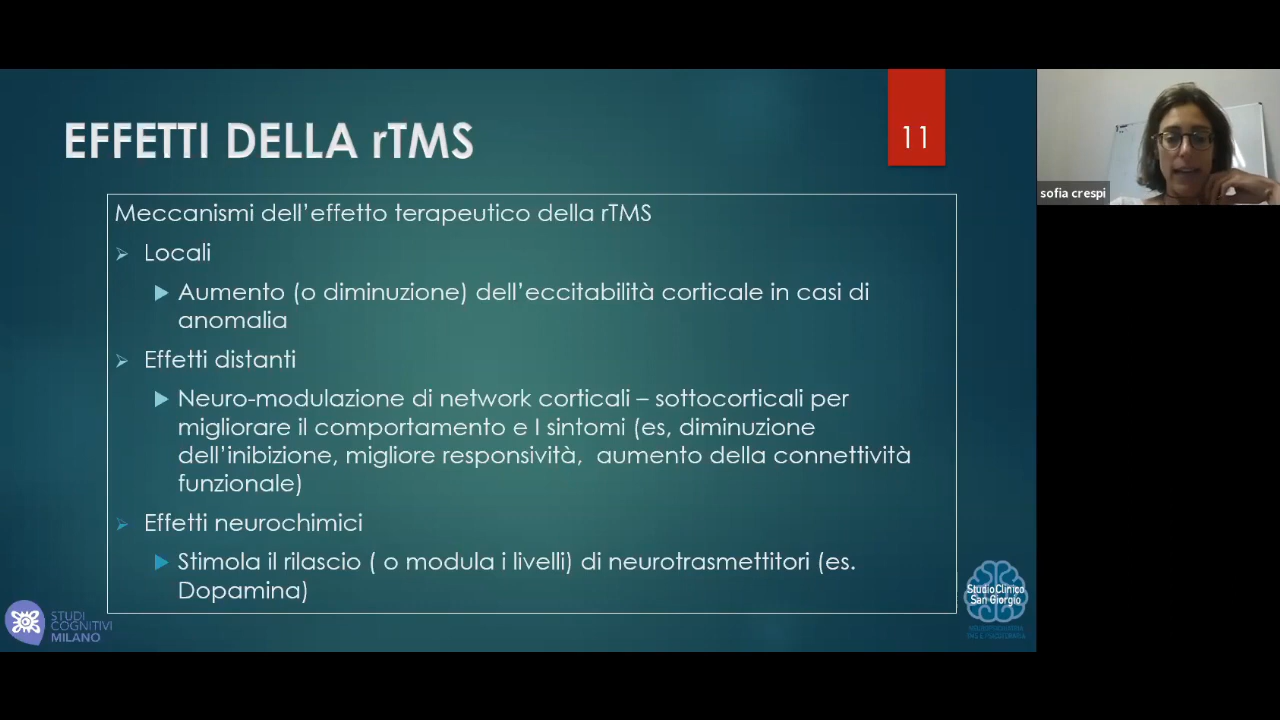 EFFETTI DELLA rTMS
11
sofia crespi
Meccanismi dell'effetto terapeutico della rTMS
Locali
Aumento (o diminuzione) dell'eccitabilità corticale in casi di
anomalia
Effetti distanti
Neuro-modulazione di network corticali – sottocorticali per
migliorare il comportamento e I sintomi (es, diminuzione
dell'inibizione, migliore responsività,  aumento della connettività
funzionale)
Effetti neurochimici
Stimola il rilascio ( o modula i livelli) di neurotrasmettitori (es.
Dopamina)
STUDI
COGNITIVI
MILANO
Studio Clinico
San Giorgio